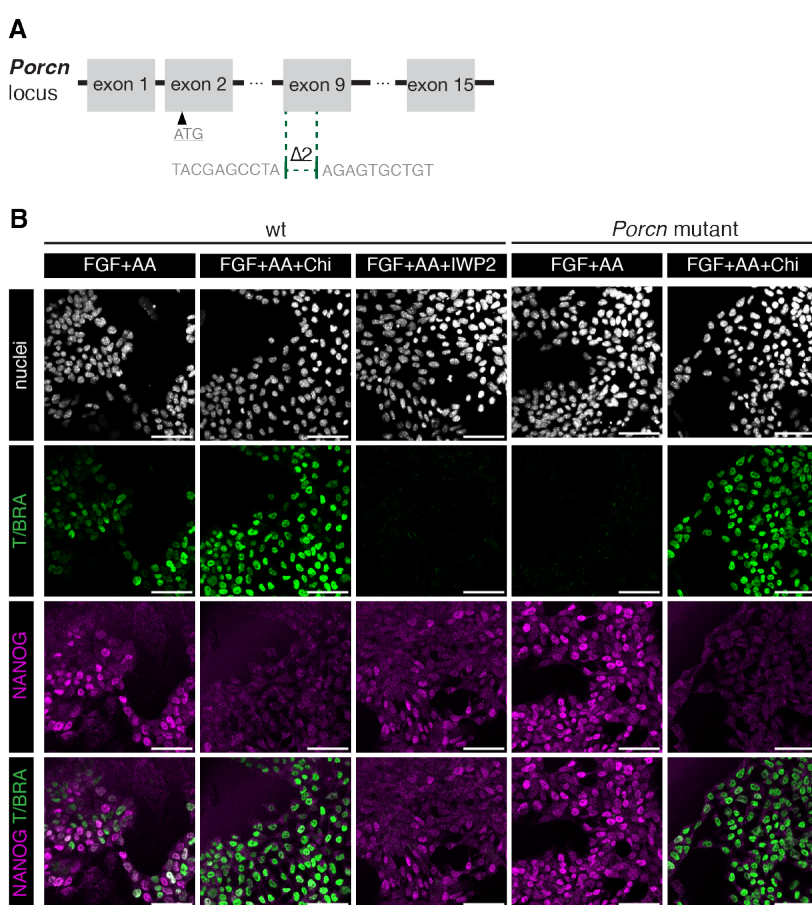 A
Porcn
locus
exon 1
exon 2
...
exon 9
...
exon 15
ATG
Δ2
TACGAGCCTA
AGAGTGCTGT
B
wt
Porcn mutant
FGF+AA
FGF+AA+Chi
FGF+AA+IWP2
FGF+AA
FGF+AA+Chi
nuclei
T/BRA
NANOG
NANOG T/BRA